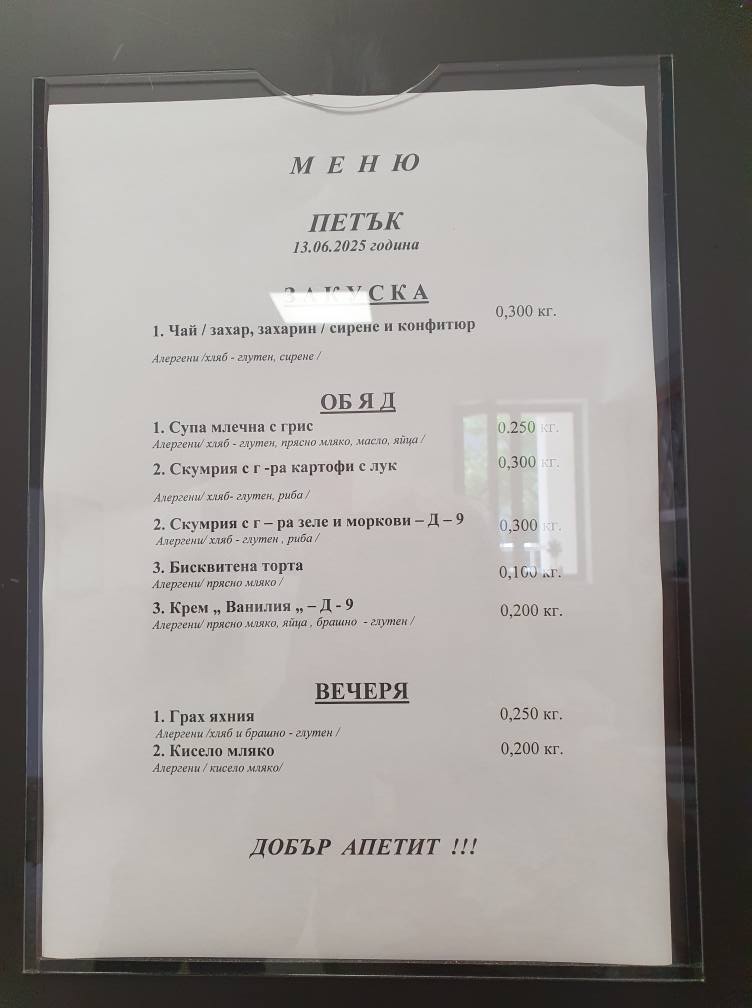 М Е Н Ю
ПЕТЪК
13.06.2025 година
З А К У С К А
0,300 кг.
1. Чай / захар, захарин / сирене и конфитюр
Алергени /хляб - глутен, сирене /
ОБ Я Д
1. Супа млечна с грис 0.250 кг.
Алергени/ хляб - глутен, прясно мляко, масло, яйца /
2. Скумрия с г -ра картофи с лук 0,300 кг.
Алергени/ хляб- глутен, риба /
2. Скумрия с г – ра зеле и моркови – Д – 9 0,300 кг.
Алергени/ хляб - глутен , риба /
3. Бисквитена торта 0,100 кг.
Алергени/ прясно мляко /
3. Крем „ Ванилия „ – Д - 9 0,200 кг.
Алергени/ прясно мляко, яйца , брашно - глутен /
ВЕЧЕРЯ
1. Грах яхния 0,250 кг.
Алергени /хляб и брашно - глутен /
2. Кисело мляко 0,200 кг.
Алергени / кисело мляко/
ДОБЪР АПЕТИТ !!!